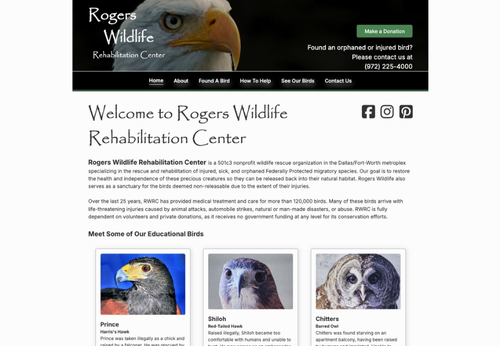 Rogers
Wildlife
Rehabilitation Center
Make a Donation
Found an orphaned or injured bird?
Please contact us at
(972) 225-4000
Home About Found A Bird How To Help See Our Birds Contact Us
Welcome to Rogers Wildlife
Rehabilitation Center
Rogers Wildlife Rehabilitation Center is a 501c3 nonprofit wildlife rescue organization in the Dallas/Fort-Worth metroplex
specializing in the rescue and rehabilitation of injured, sick, and orphaned Federally Protected migratory species. Our goal is to restore
the health and independence of these precious creatures so they can be released back into their natural habitat. Rogers Wildlife also
serves as a sanctuary for the birds deemed non-releasable due to the extent of their injuries.
Over the last 25 years, RWRC has provided medical treatment and care for more than 120,000 birds. Many of these birds arrive with
life-threatening injuries caused by animal attacks, automobile strikes, natural or man-made disasters, or abuse. RWRC is fully
dependent on volunteers and private donations, as it receives no government funding at any level for its conservation efforts.
Meet Some of Our Educational Birds
Prince
Harris's Hawk
Prince was taken illegally as a chick and
raised by a falconer. He was rescued by
Shiloh
Red-Tailed Hawk
Raised illegally, Shiloh became too
comfortable with humans and unable to
Chitters
Barred Owl
Chitters was found starving on an
apartment balcony, having been raised